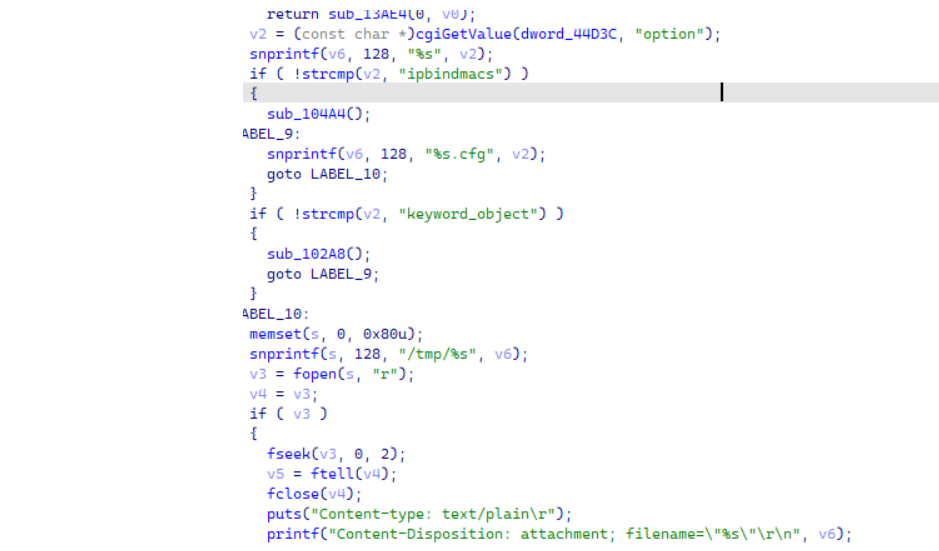 return sub_13AE4(0, v0);
v2 = (const char *)cgiGetValue(dword_44D3C, "option");
snprintf(v6, 128, "%s", v2);
if ( !strcmp(v2, "ipbindmacs") )
{
sub_104A4();
ABEL_9:
snprintf(v6, 128, "%s.cfg", v2);
goto LABEL_10;
}
if ( !strcmp(v2, "keyword_object") )
{
sub_102A8();
goto LABEL_9;
}
ABEL_10:
memset(s, 0, 0x80u);
snprintf(s, 128, "/tmp/%s", v6);
v3 = fopen(s, "r");
v4 = v3;
if ( v3 )
{
fseek(v3, 0, 2);
v5 = ftell(v4);
fclose(v4);
puts("Content-type: text/plain\r");
printf("Content-Disposition: attachment; filename=\"%s\"\r\n", v6);